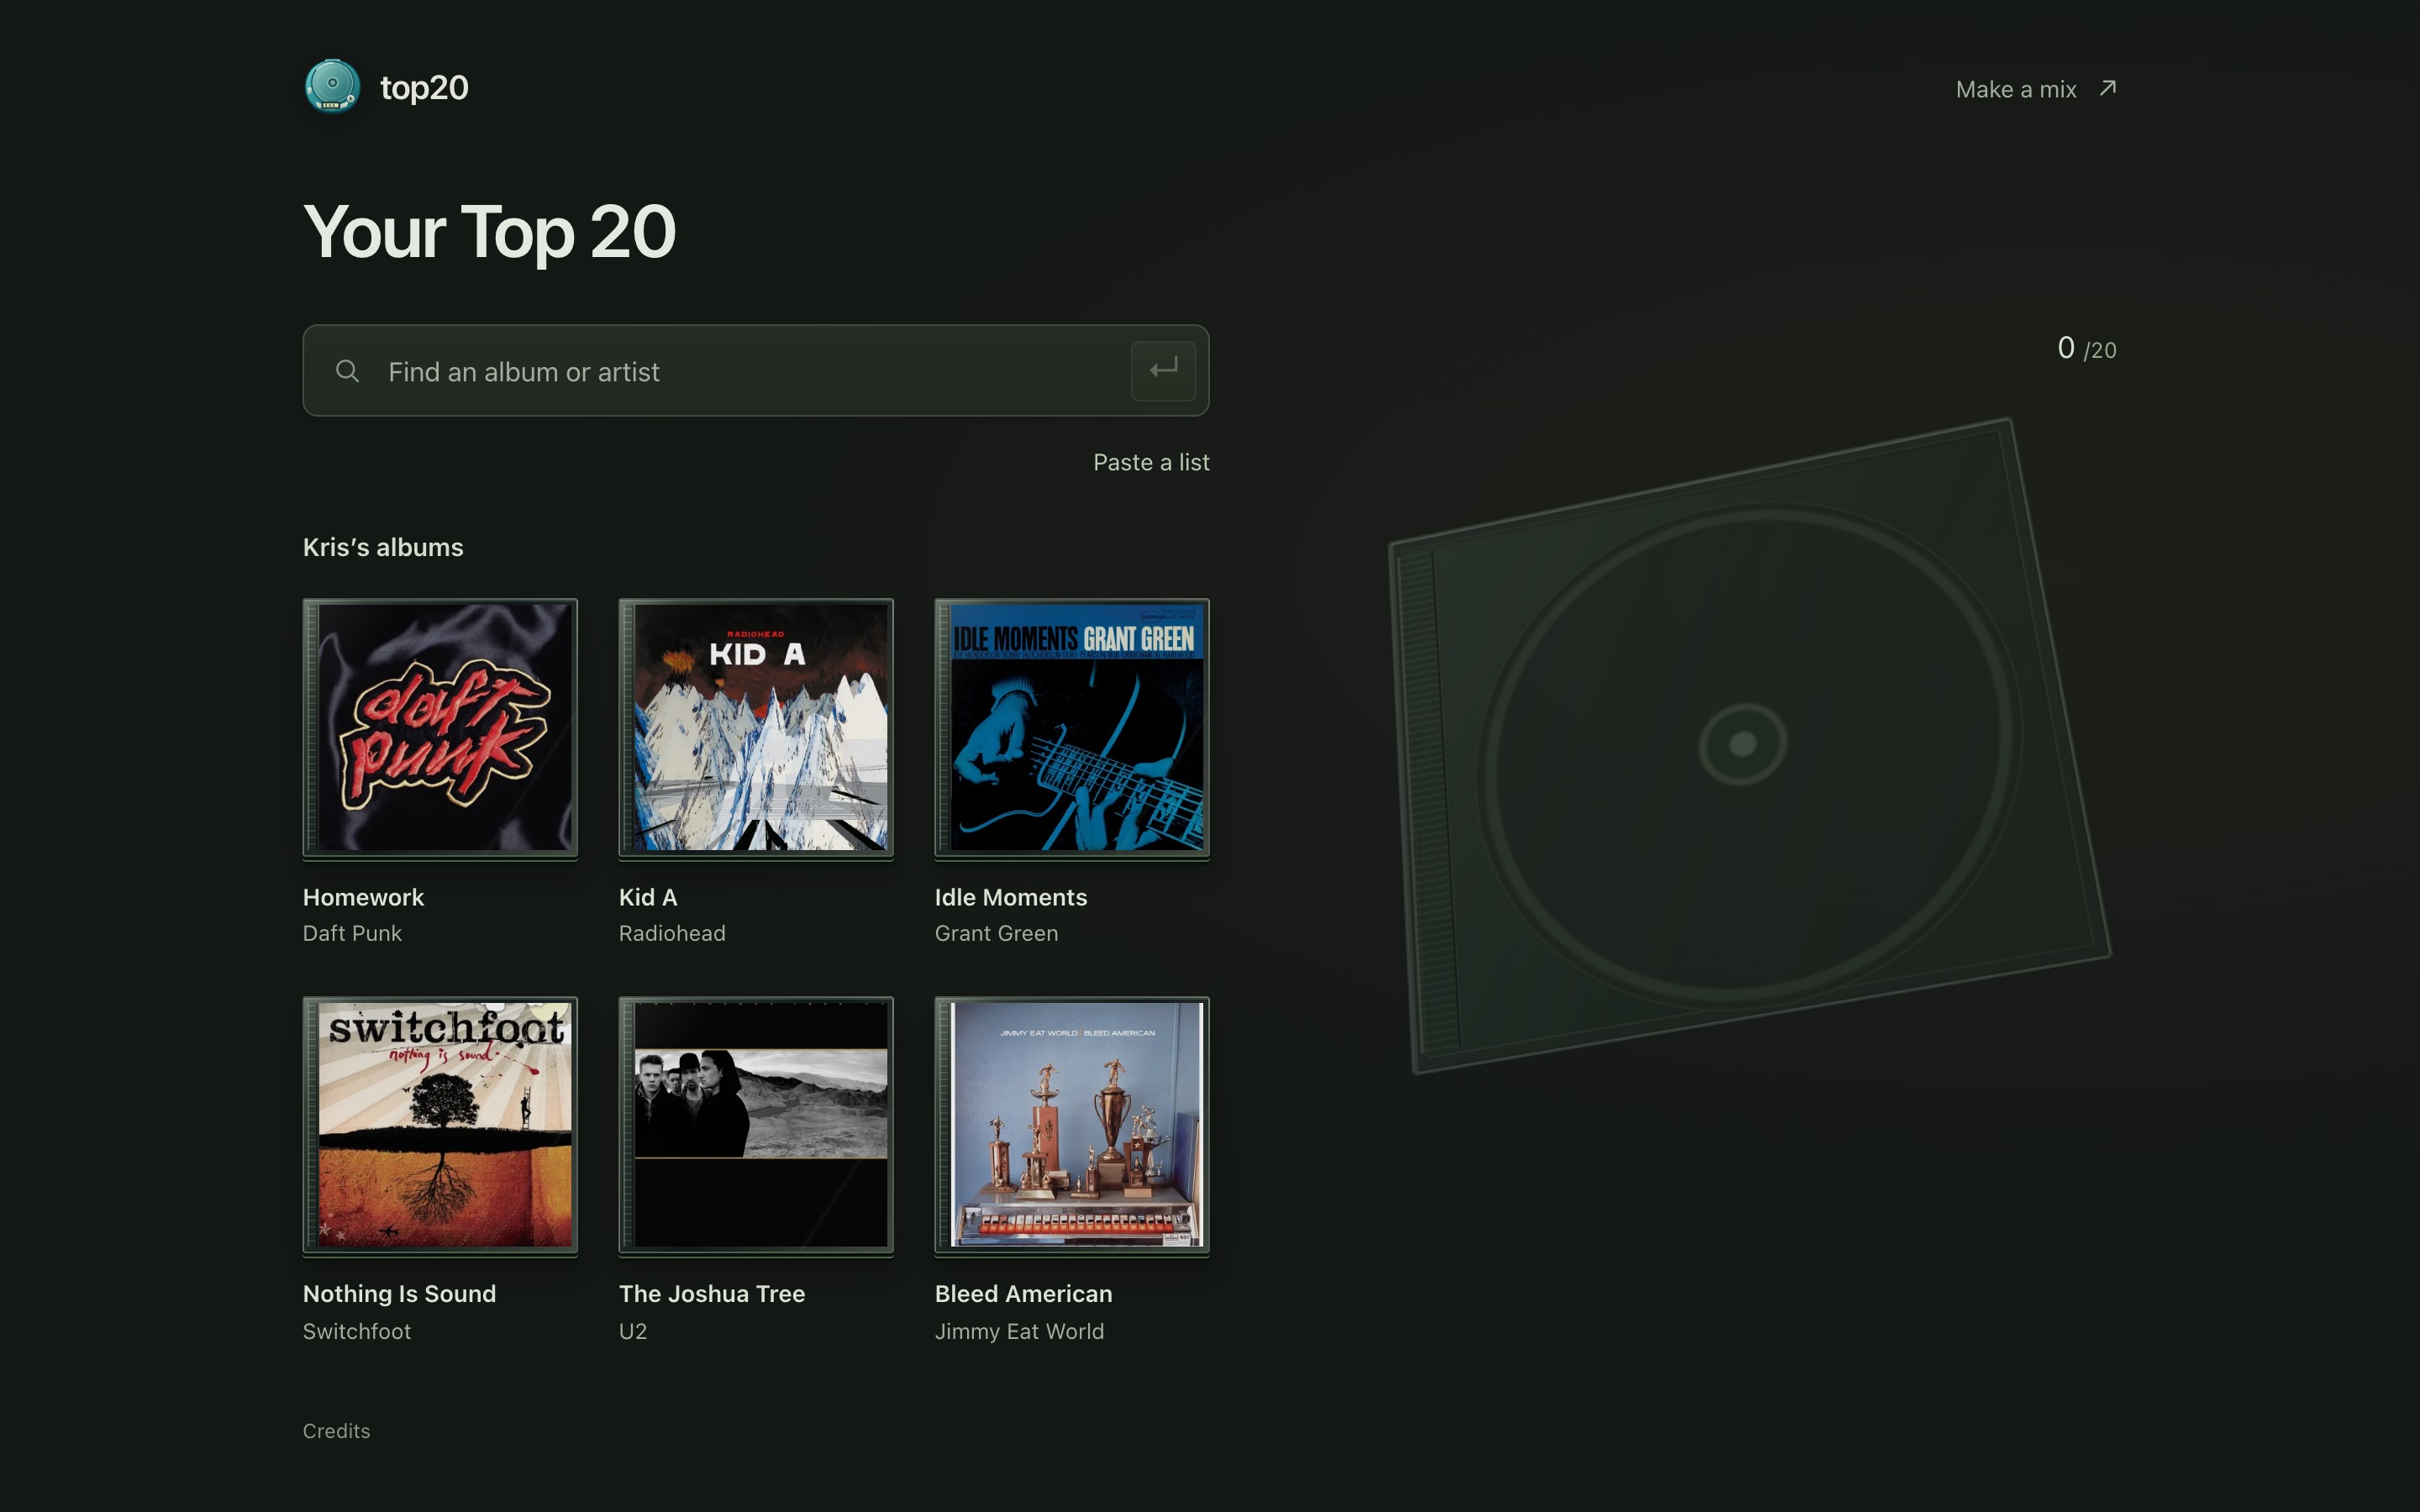 top20
Make a mix
Your Top 20
Find an album or artist
0 /20
Paste a list
Kris’s albums
daft
punk
RADIOHEAD
KID A
IDLE MOMENTS GRANT GREEN
Homework
Kid A
Idle Moments
Daft Punk
Radiohead
Grant Green
switchfoot
nothing is sound
JIMMY EAT WORLD BLEED AMERICAN
Nothing Is Sound
The Joshua Tree
Bleed American
Switchfoot
U2
Jimmy Eat World
Credits